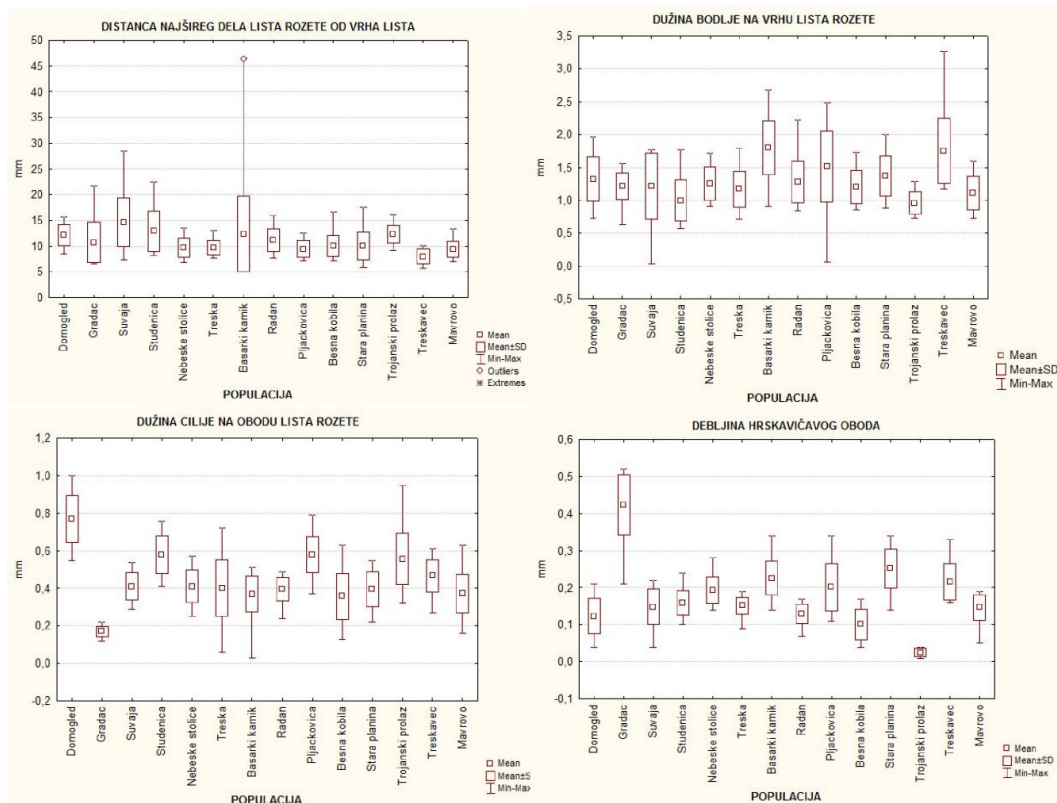 DISTANCA NAJŠIREG DELA LISTA ROZETE OD VRHA LISTA
50
45
40
35
30
25
20
15
10
5
0
mm
Domogled
Gradac
Suvaja
Studenica
Nebeske stolice
Treska
Basarki kamik
Radan
Pljackovica
Besna kobila
Stara planina
Trojanski prolaz
Treskavec
Mavrovo
POPULACIJA
Mean
Mean±SD
Min-Max
Outliers
Extremes
DUŽINA BODLJE NA VRHU LISTA ROZETE
3,5
3,0
2,5
2,0
1,5
1,0
0,5
0,0
-0,5
mm
Domogled
Gradac
Suvaja
Studenica
Nebeske stolice
Treska
Basarki kamik
Radan
Pljackovica
Besna kobila
Stara planina
Trojanski prolaz
Treskavec
Mavrovo
POPULACIJA
Mean
Mean±SD
Min-Max
DUŽINA CILIJE NA OBODU LISTA ROZETE
1,2
1,0
0,8
0,6
0,4
0,2
0,0
-0,2
mm
Domogled
Gradac
Suvaja
Studenica
Nebeske stolice
Treska
Basarki kamik
Radan
Pljackovica
Besna kobila
Stara planina
Trojanski prolaz
Treskavec
Mavrovo
POPULACIJA
Mean
Mean±S
Min-Max
DEBLJINA HRSKAVIČAVOG OBODA
0,6
0,5
0,4
0,3
0,2
0,1
0,0
-0,1
mm
Domogled
Gradac
Suvaja
Studenica
Nebeske stolice
Treska
Basarki kamik
Radan
Pljackovica
Besna kobila
Stara planina
Trojanski prolaz
Treskavec
Mavrovo
POPULACIJA
Mean
Mean±SD
Min-Max